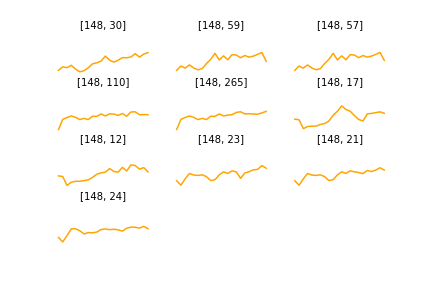 [148, 30] [148, 59] [148, 57]
[148, 110] [148, 265] [148, 17]
[148, 12] [148, 23] [148, 21]
[148, 24]